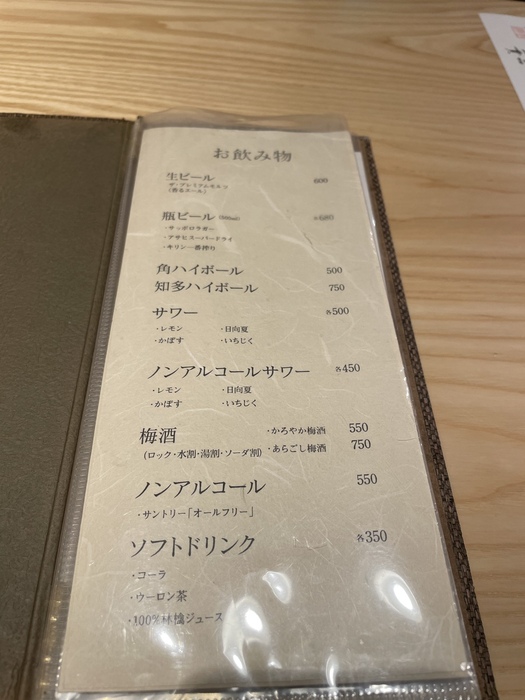 お飲み物
生ビール 600
ザ・プレミアムモルツ
(香るエール)
瓶ビール 各680
・サッポロラガー
・アサヒスーパードライ
・キリン一番搾り
角ハイボール 500
知多ハイボール 750
サワー 各500
・レモン ・日向夏
・かぼす ・いちじく
ノンアルコールサワー 各450
・レモン ・日向夏
・かぼす ・いちじく
梅酒 ・かろやか梅酒 550
(ロック・水割・湯割・ソーダ割) ・あらごし梅酒 750
ノンアルコール 550
・サントリー「オールフリー」
ソフトドリンク 各350
・コーラ
・ウーロン茶
・100%林檎ジュース